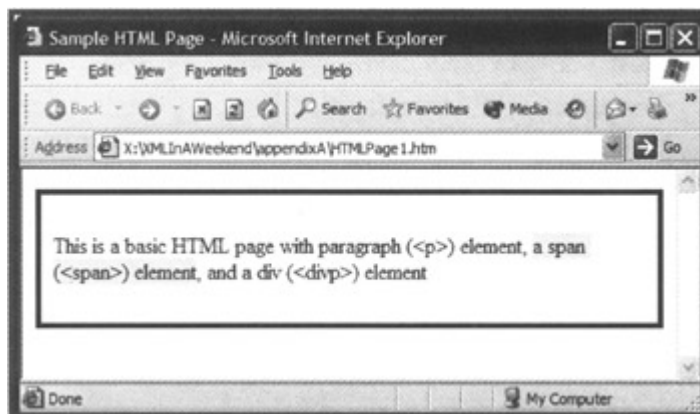 Sample HTML Page - Microsoft Internet Explorer
File Edit View Favorites Tools Help
Back Search Favorites Media »
Address X:\XMLInAWeekend\appendixA\HTMLPage1.htm Go
This is a basic HTML page with paragraph (<p>) element, a span
(<span>) element, and a div (<divp>) element
Done My Computer